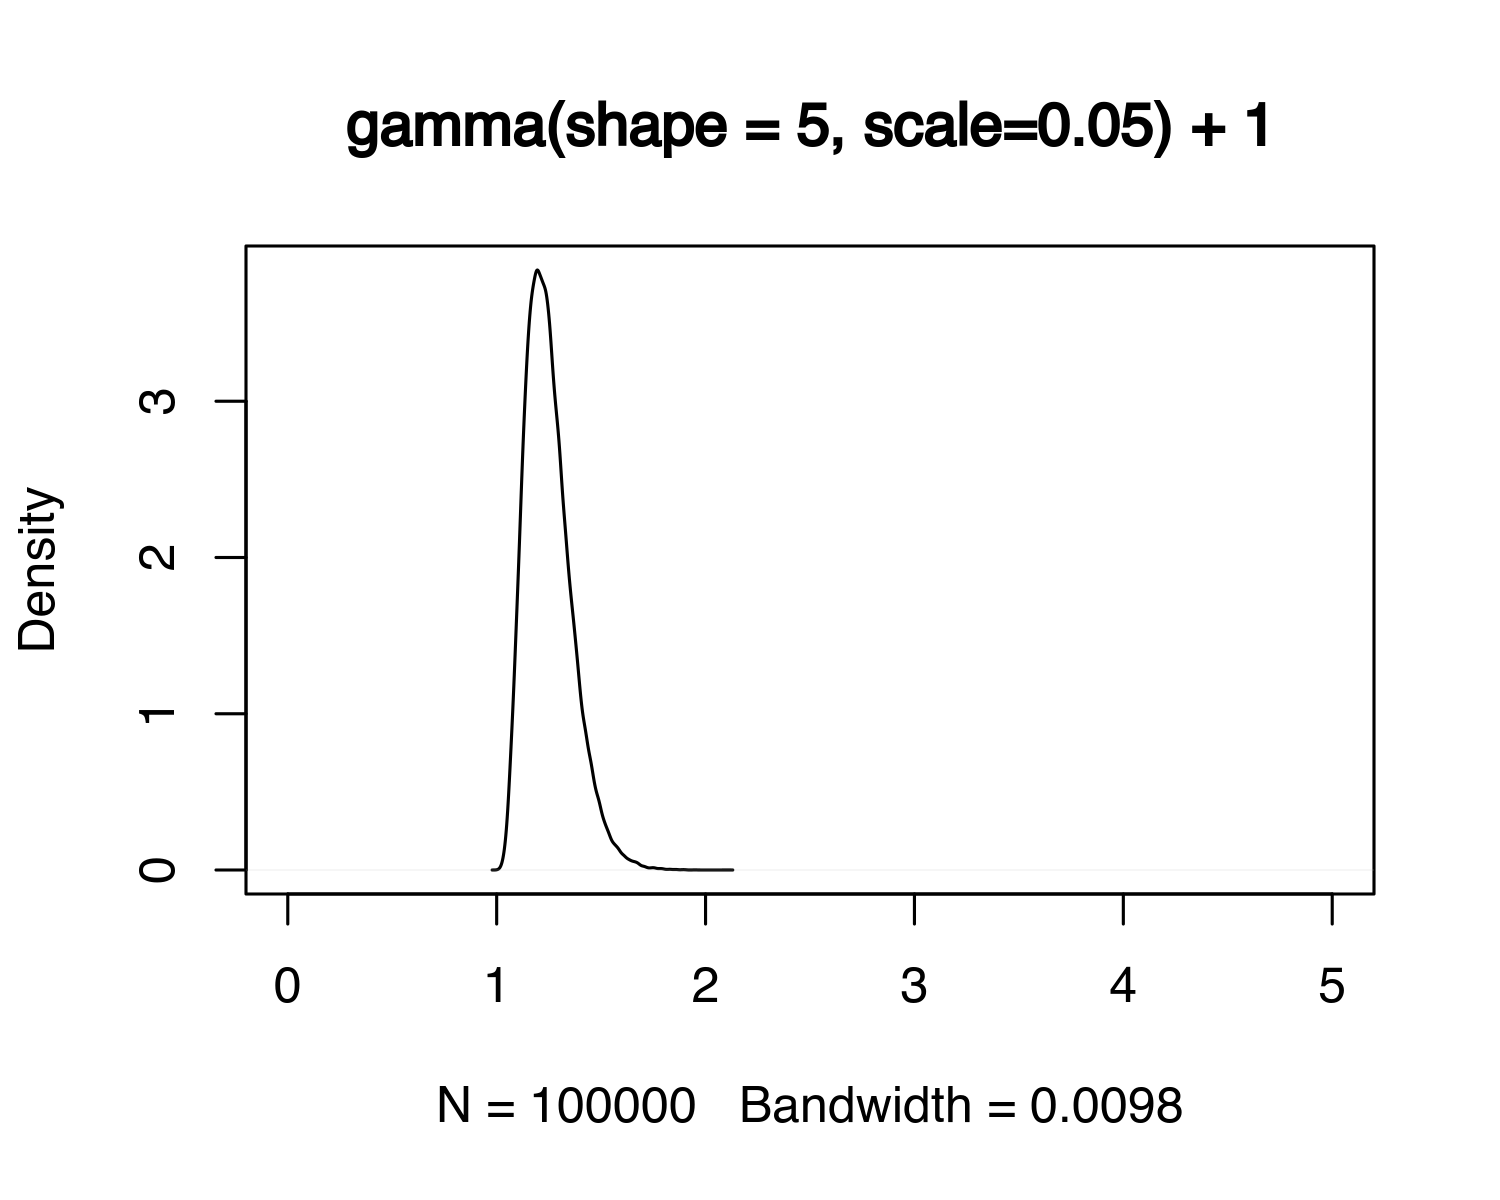 gamma(shape = 5, scale=0.05) + 1
Density
3
2
1
0
0 1 2 3 4 5
N = 100000 Bandwidth = 0.0098